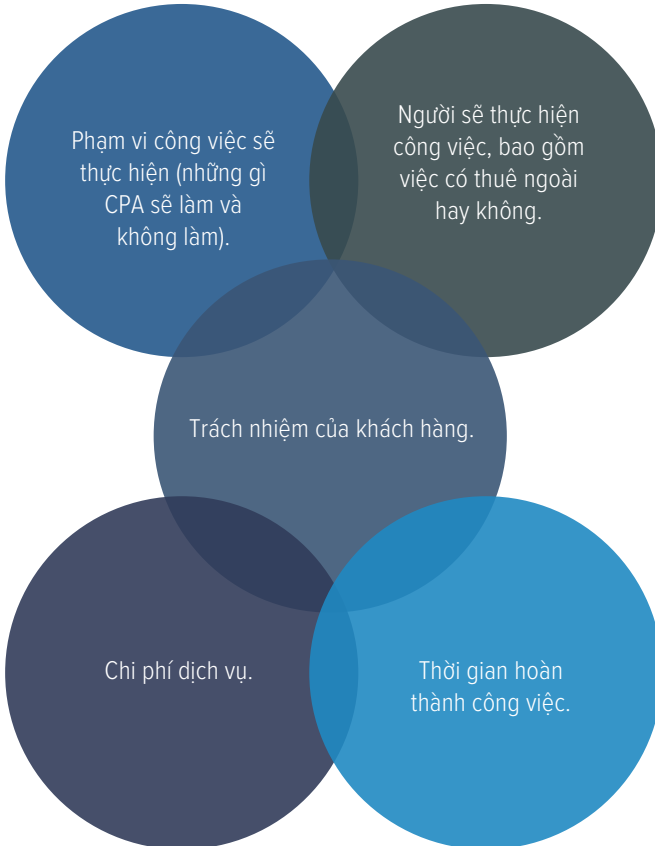 Phạm vi công việc sẽ
thực hiện (những gì
CPA sẽ làm và
không làm).
Người sẽ thực hiện
công việc, bao gồm
việc có thuê ngoài
hay không.
Trách nhiệm của khách hàng.
Chi phí dịch vụ.
Thời gian hoàn
thành công việc.